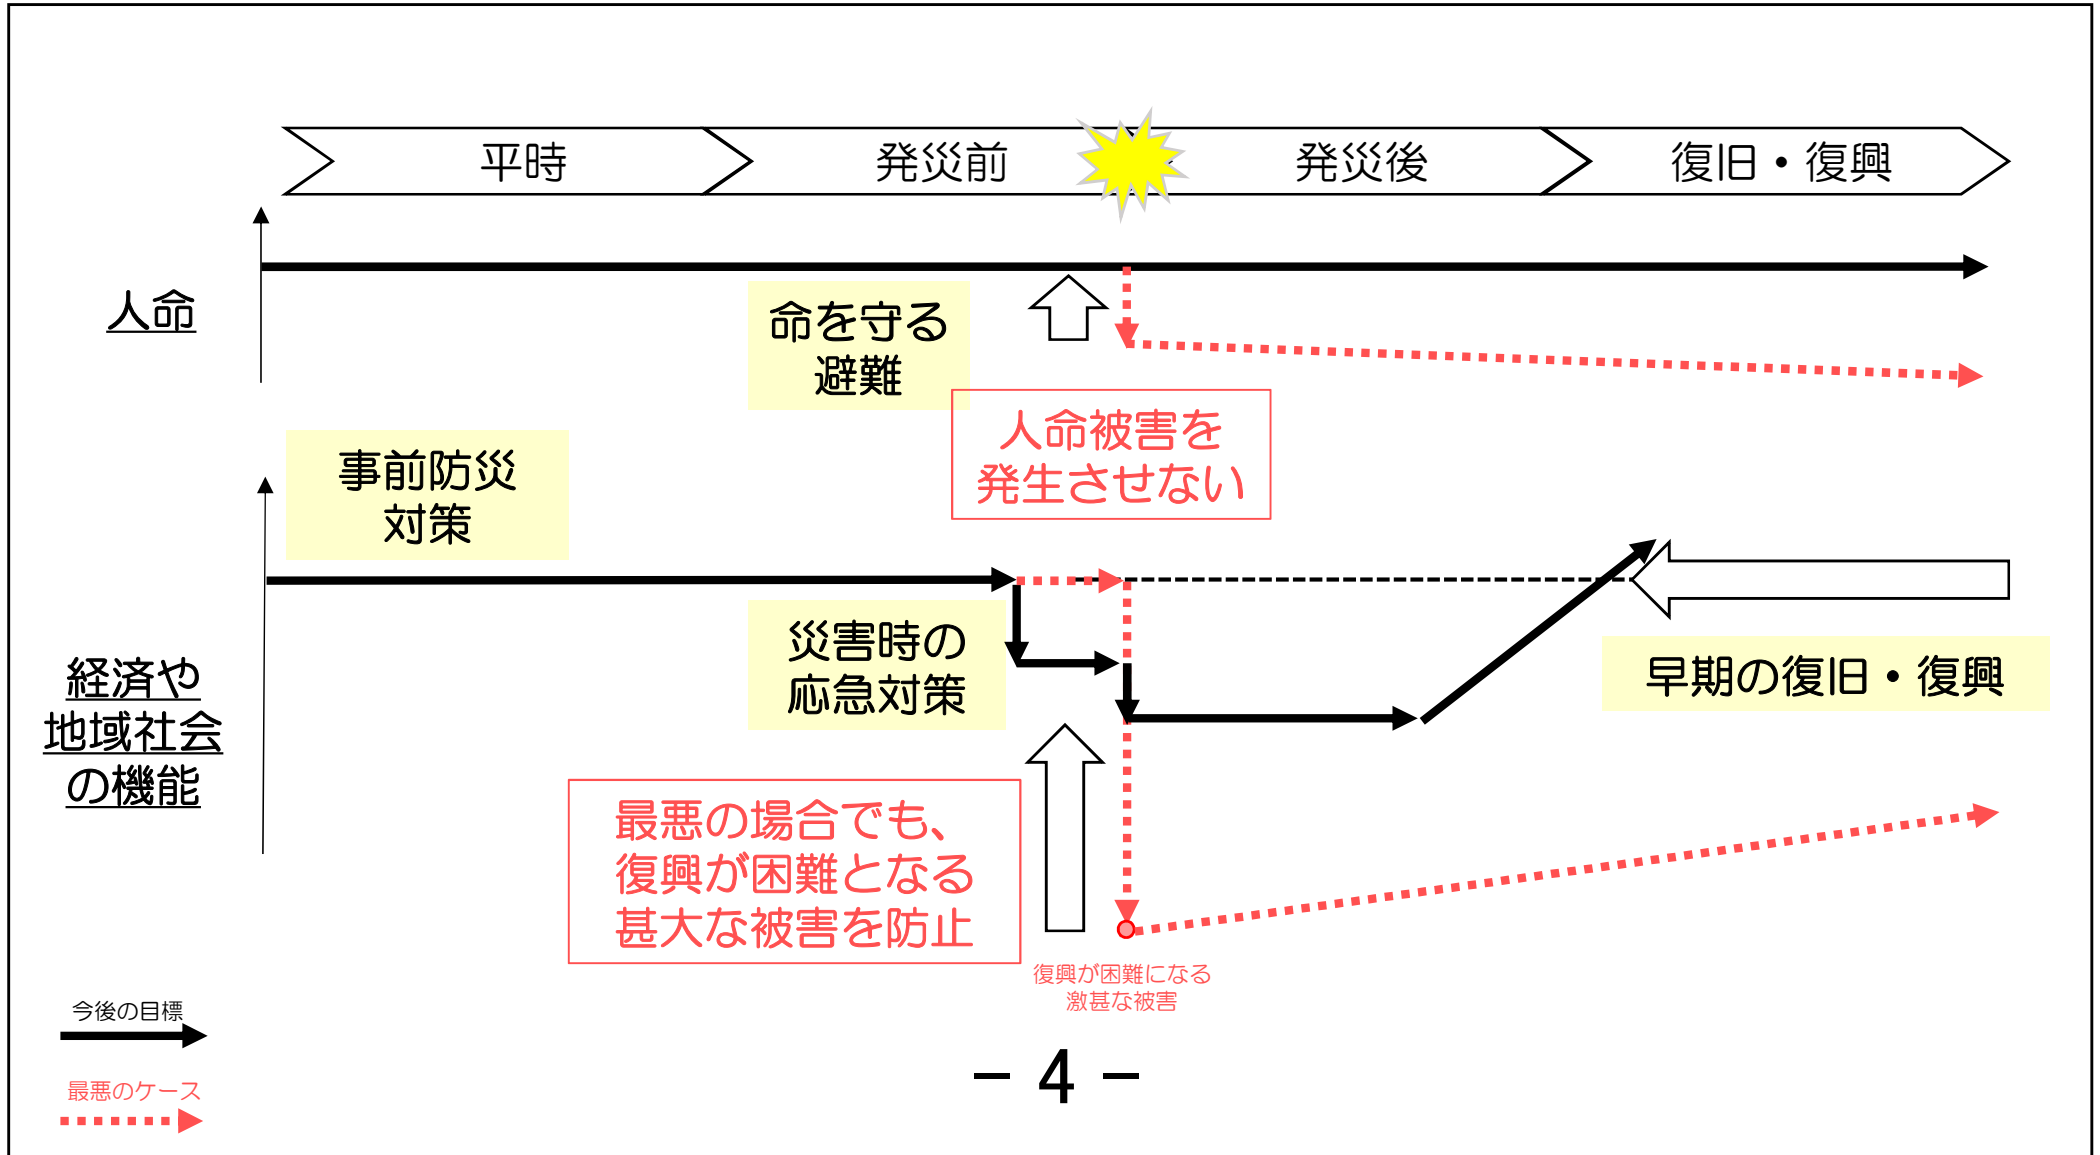 平時
発災前
発災後
復旧・復興
人命
命を守る
避難
人命被害を
発生させない
事前防災
対策
経済や
地域社会
の機能
災害時の
応急対策
早期の復旧・復興
最悪の場合でも、
復興が困難となる
甚大な被害を防止
復興が困難になる
激甚な被害
今後の目標
最悪のケース
－ 4 －